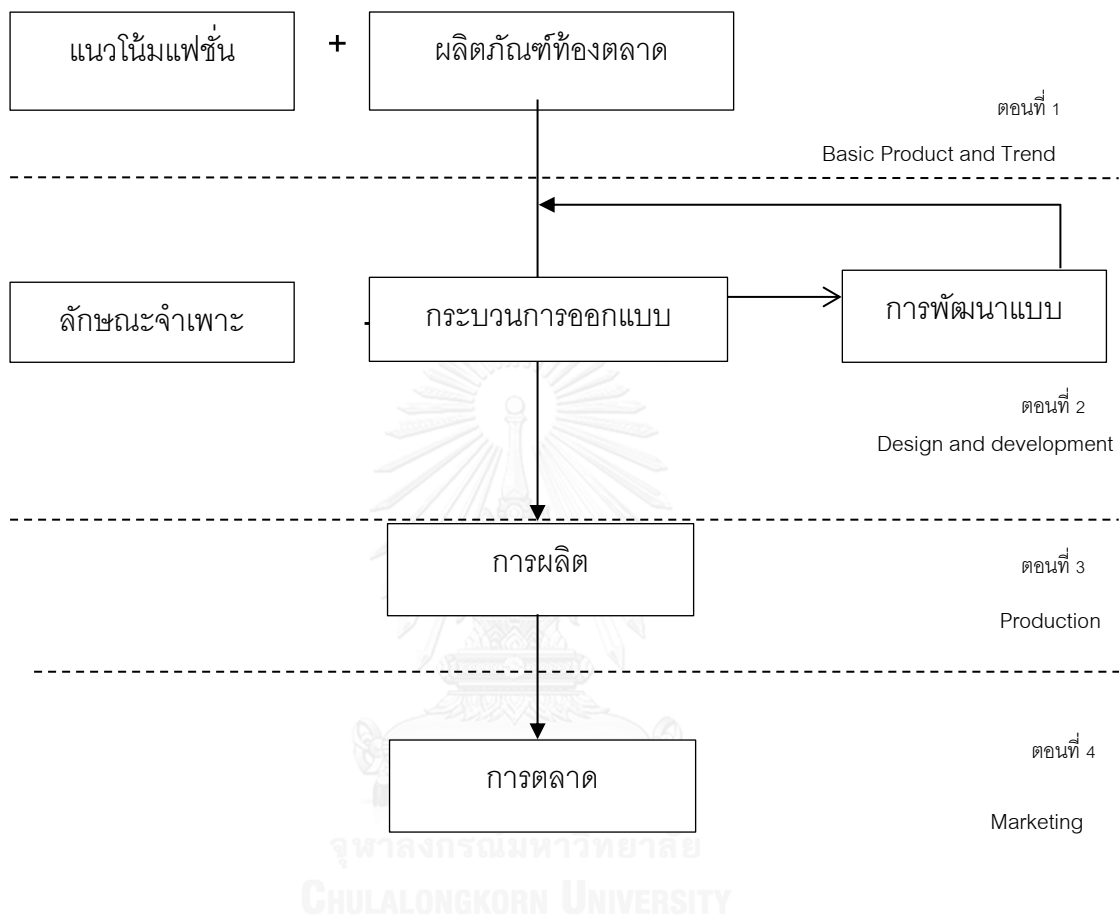 แนวโน้มแฟชั่น + ผลิตภัณฑ์ท้องตลาด
ตอนที่ 1
Basic Product and Trend
ลักษณะจำเพาะ
กระบวนการออกแบบ
การพัฒนาแบบ
ตอนที่ 2
Design and development
การผลิต
ตอนที่ 3
Production
การตลาด
ตอนที่ 4
Marketing
จุฬาลงกรณ์มหาวิทยาลัย
CHULALONGKORN UNIVERSITY